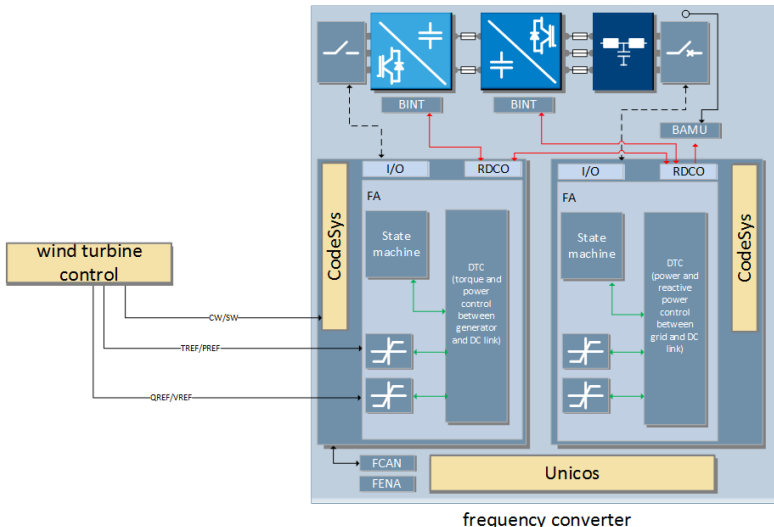 BINT
BINT
BAMU
I/O
RDCO
I/O
RDCO
FA
FA
CodeSys
CodeSys
State
machine
State
machine
DTC
(torque and
power
control
between
generator
and DC link)
DTC
(power and
reactive
power
control
between
grid and DC
link)
wind turbine
control
CW/SW
TREF/PREF
QREF/VREF
FCAN
FENA
Unicos
frequency converter